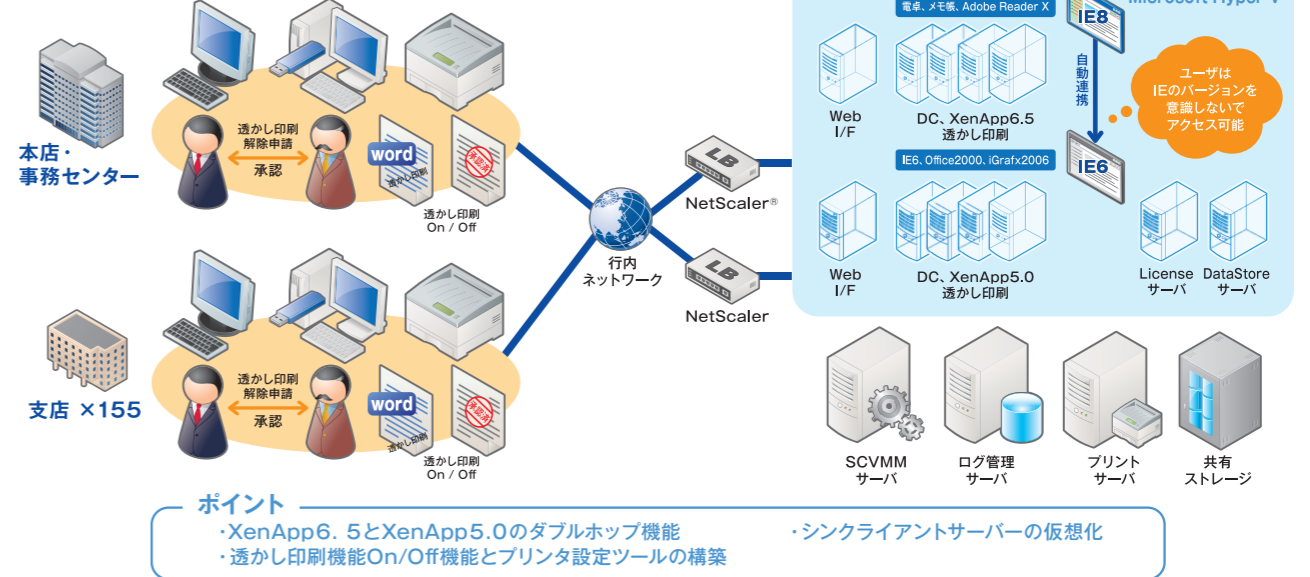 電卓、メモ帳、Adobe Reader X
Microsoft Hyper-V
IE8
自動連携
ユーザは
IEのバージョンを
意識しないで
アクセス可能
Web
I/F
DC、XenApp6.5
透かし印刷
IE6、Office2000、iGrafx2006
IE6
Web
I/F
DC、XenApp5.0
透かし印刷
License
サーバ
DataStore
サーバ
本店・
事務センター
透かし印刷
解除申請
承認
word
透かし印刷
承認済
透かし印刷
On / Off
LB
NetScaler®
行内
ネットワーク
LB
NetScaler
支店 ×155
透かし印刷
解除申請
承認
word
透かし印刷
承認済
透かし印刷
On / Off
SCVMM
サーバ
ログ管理
サーバ
プリント
サーバ
共有
ストレージ
ポイント
・XenApp6. 5とXenApp5.0のダブルホップ機能
・シンクライアントサーバーの仮想化
・透かし印刷機能On/Off機能とプリンタ設定ツールの構築